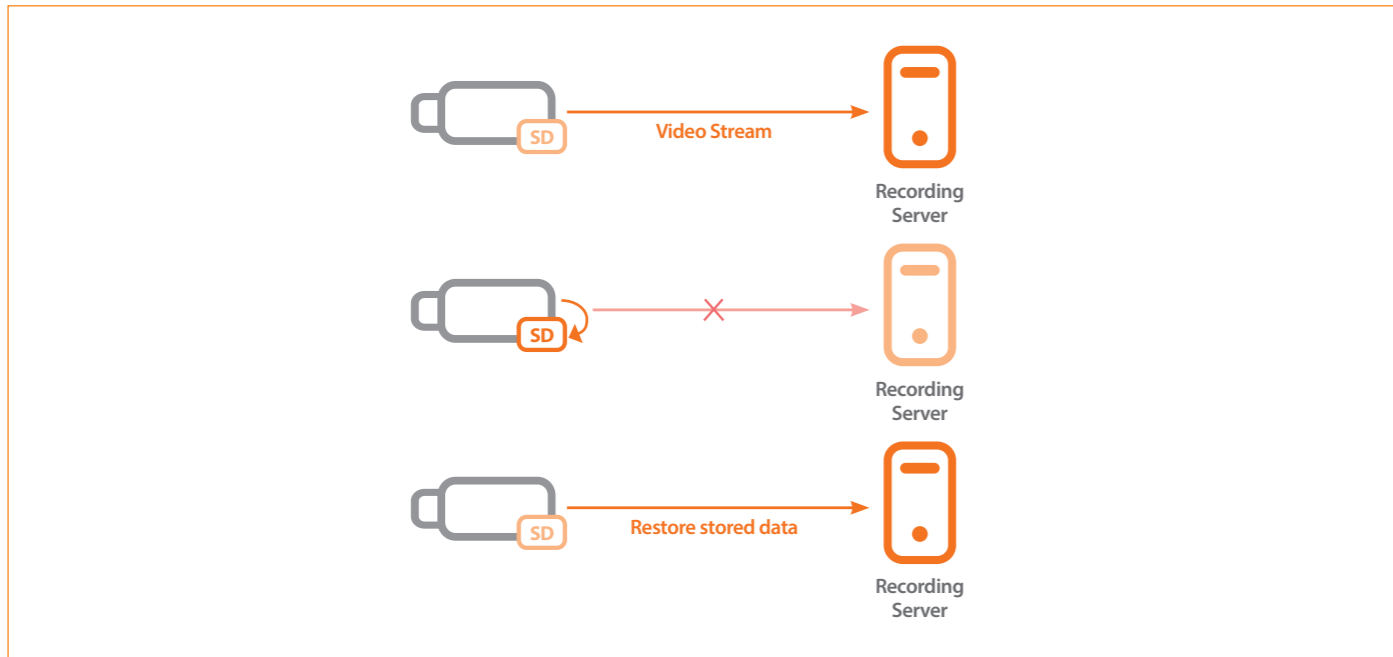 SD
Video Stream
Recording
Server
SD
Recording
Server
SD
Restore stored data
Recording
Server